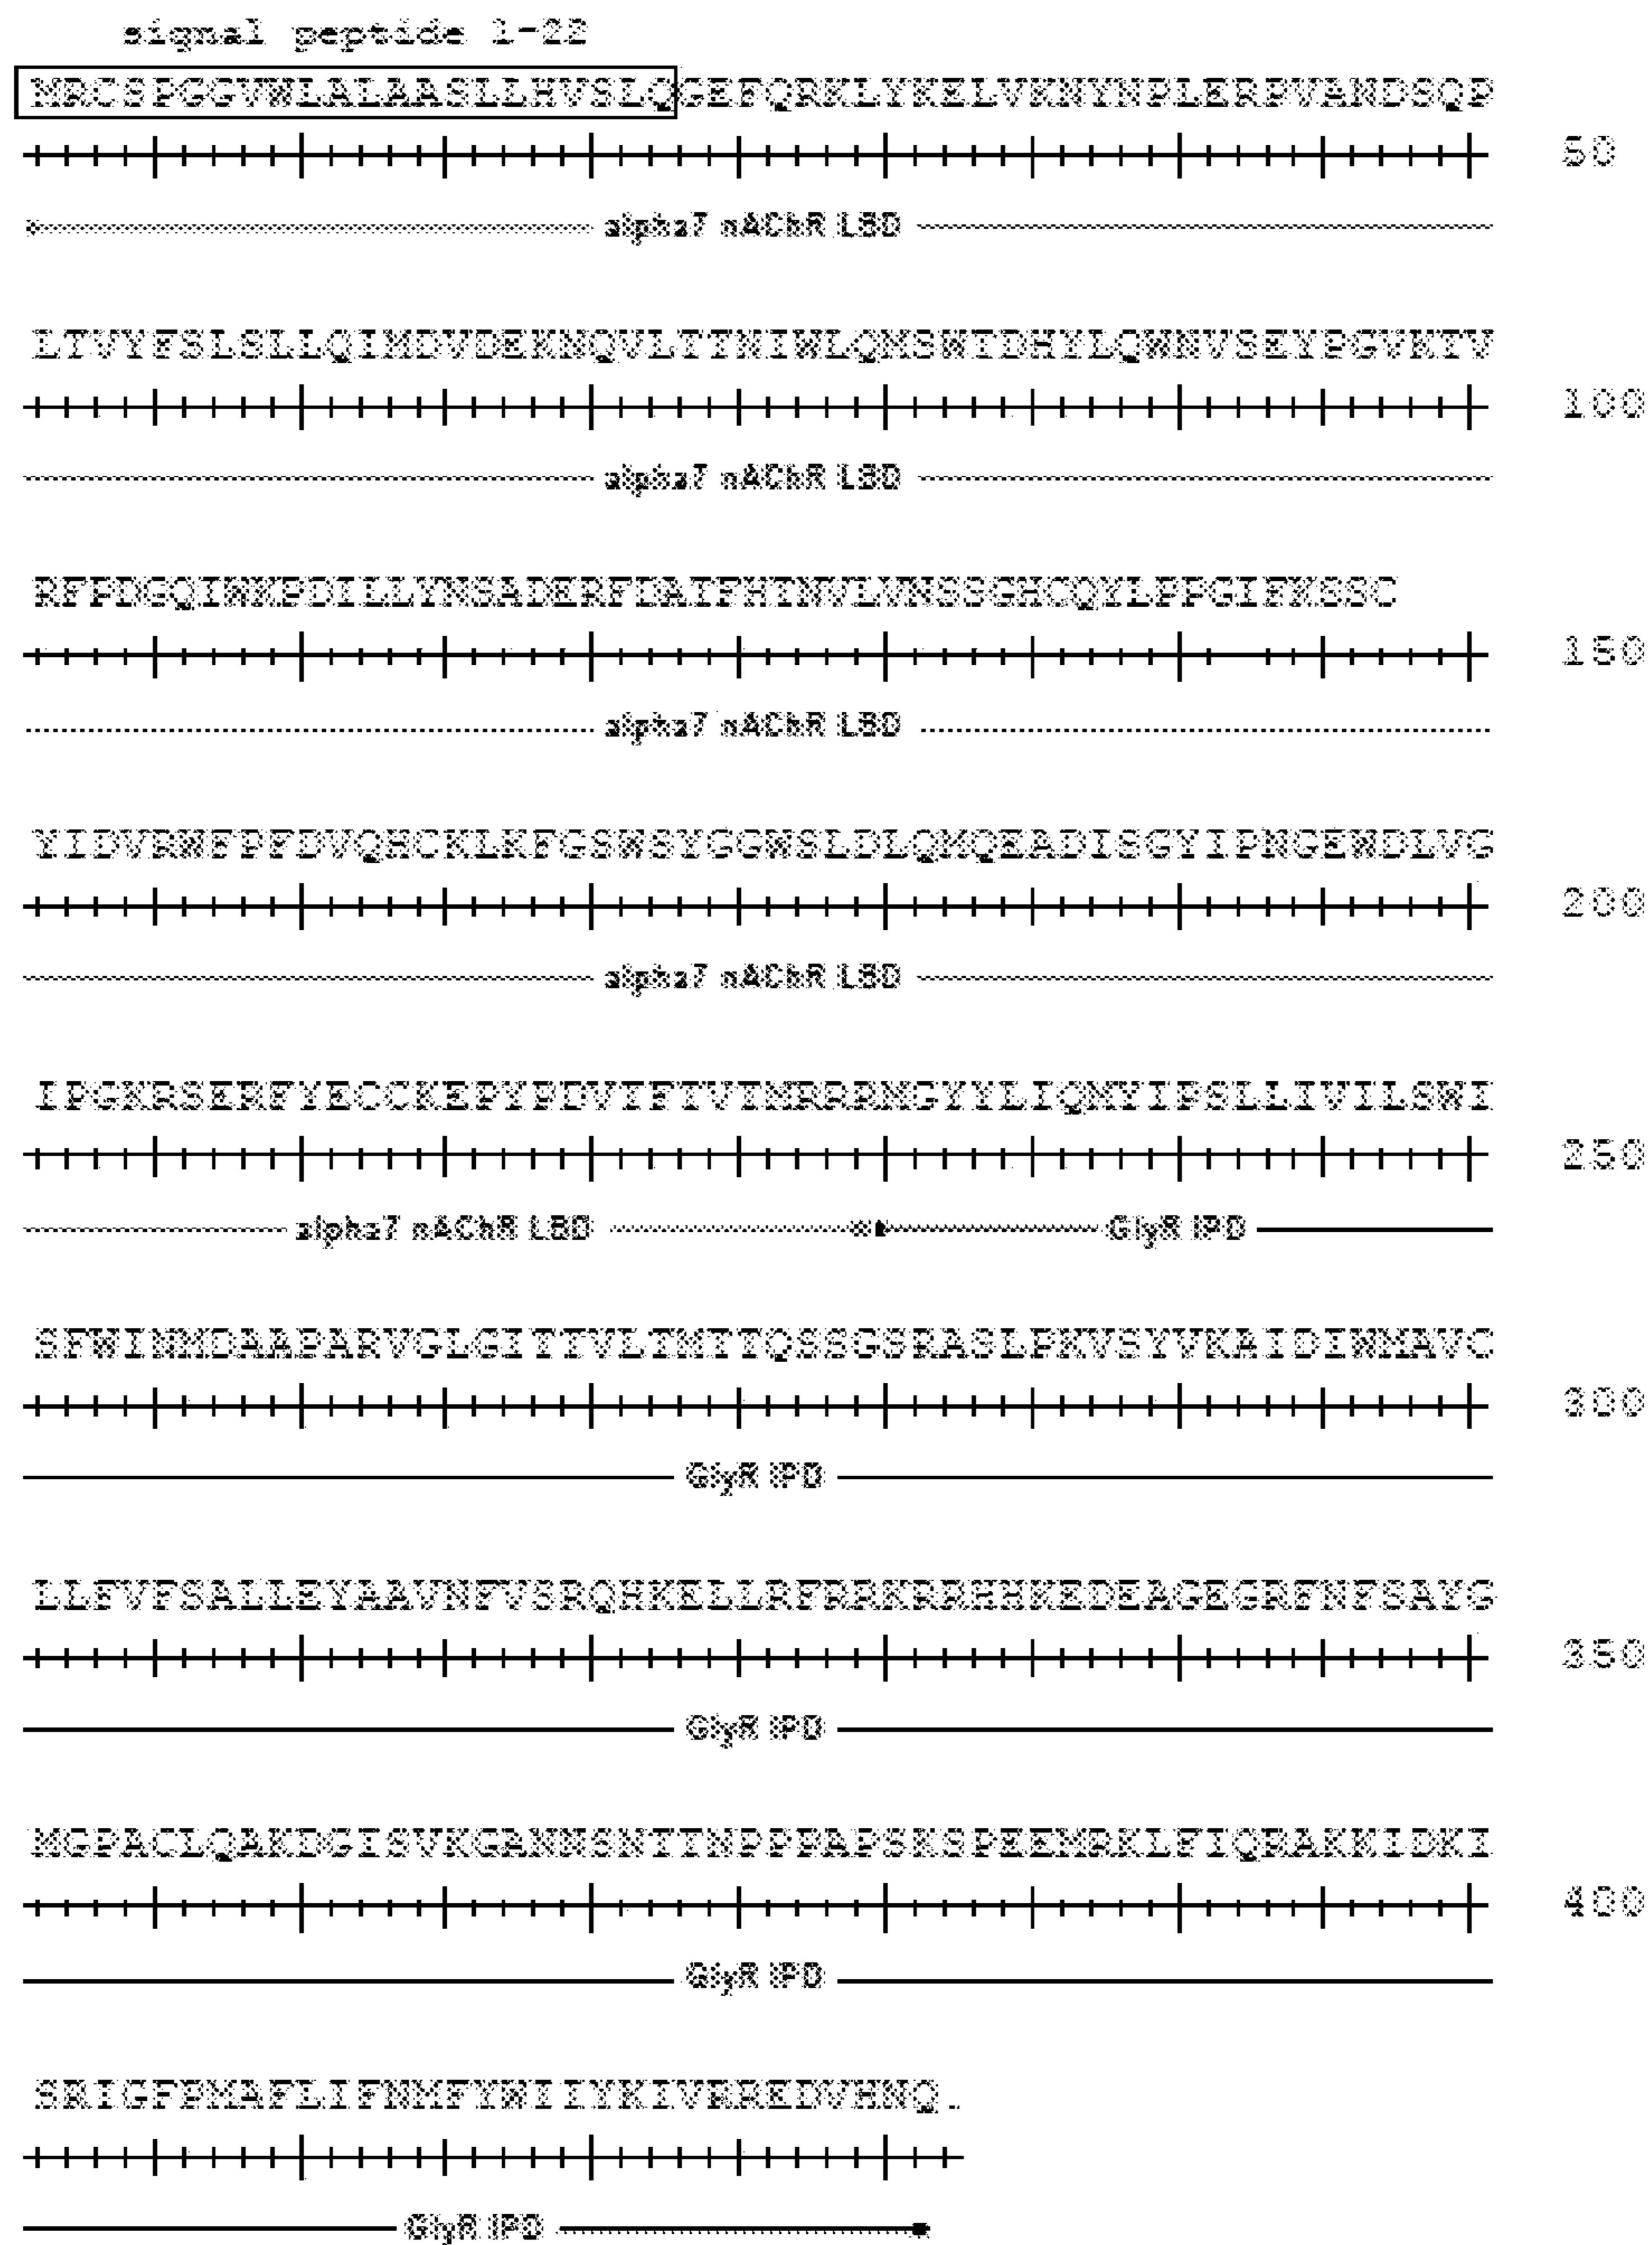 signal peptide 1-22
MRCSPGGVWLALAASLLHVSLQGEFQRKLYKELVKNYNPLERPVANDSQP
50
alpha7 nAChR LBD
LTVYFSLSLLQIMDVDEKNQVLTTNIWLQMSWTDHYLQWNVSEYPGVKTV
100
alpha7 nAChR LBD
RFPDGQIWKPDILLYNSADERFDATFHTNVLVNSSGHCQYLPPGIFKSSC
150
alpha7 nAChR LBD
YIDVRWFPFDVQHCKLKFGSWSYGGWSLDLQMQEADISGYIPNGEWDLVG
200
alpha7 nAChR LBD
IPGKRSERFYECCKEPYPDVTFTVTMRRRMGYYLIQMYIPSLLIVILSWI
250
alpha7 nAChR LBD GlyR IPD
SFWINMDAAPARVGLGITTVLTMTTQSSGSRASLPKVSYVKAIDIWMAVC
300
GlyR IPD
LLFVFSALLEYAAVNFVSRQHKELLRFRRKRRHHKEDEAGEGRFNFSAYG
350
GlyR IPD
MGPACLQAKDGISVKGANNSNTTNPPPAPSKSPEEMRKLFIQRAKKIDKI
400
GlyR IPD
SRIGFPMAFLIFNMFYWIIYKIVRREDVHNQ.
GlyR IPD